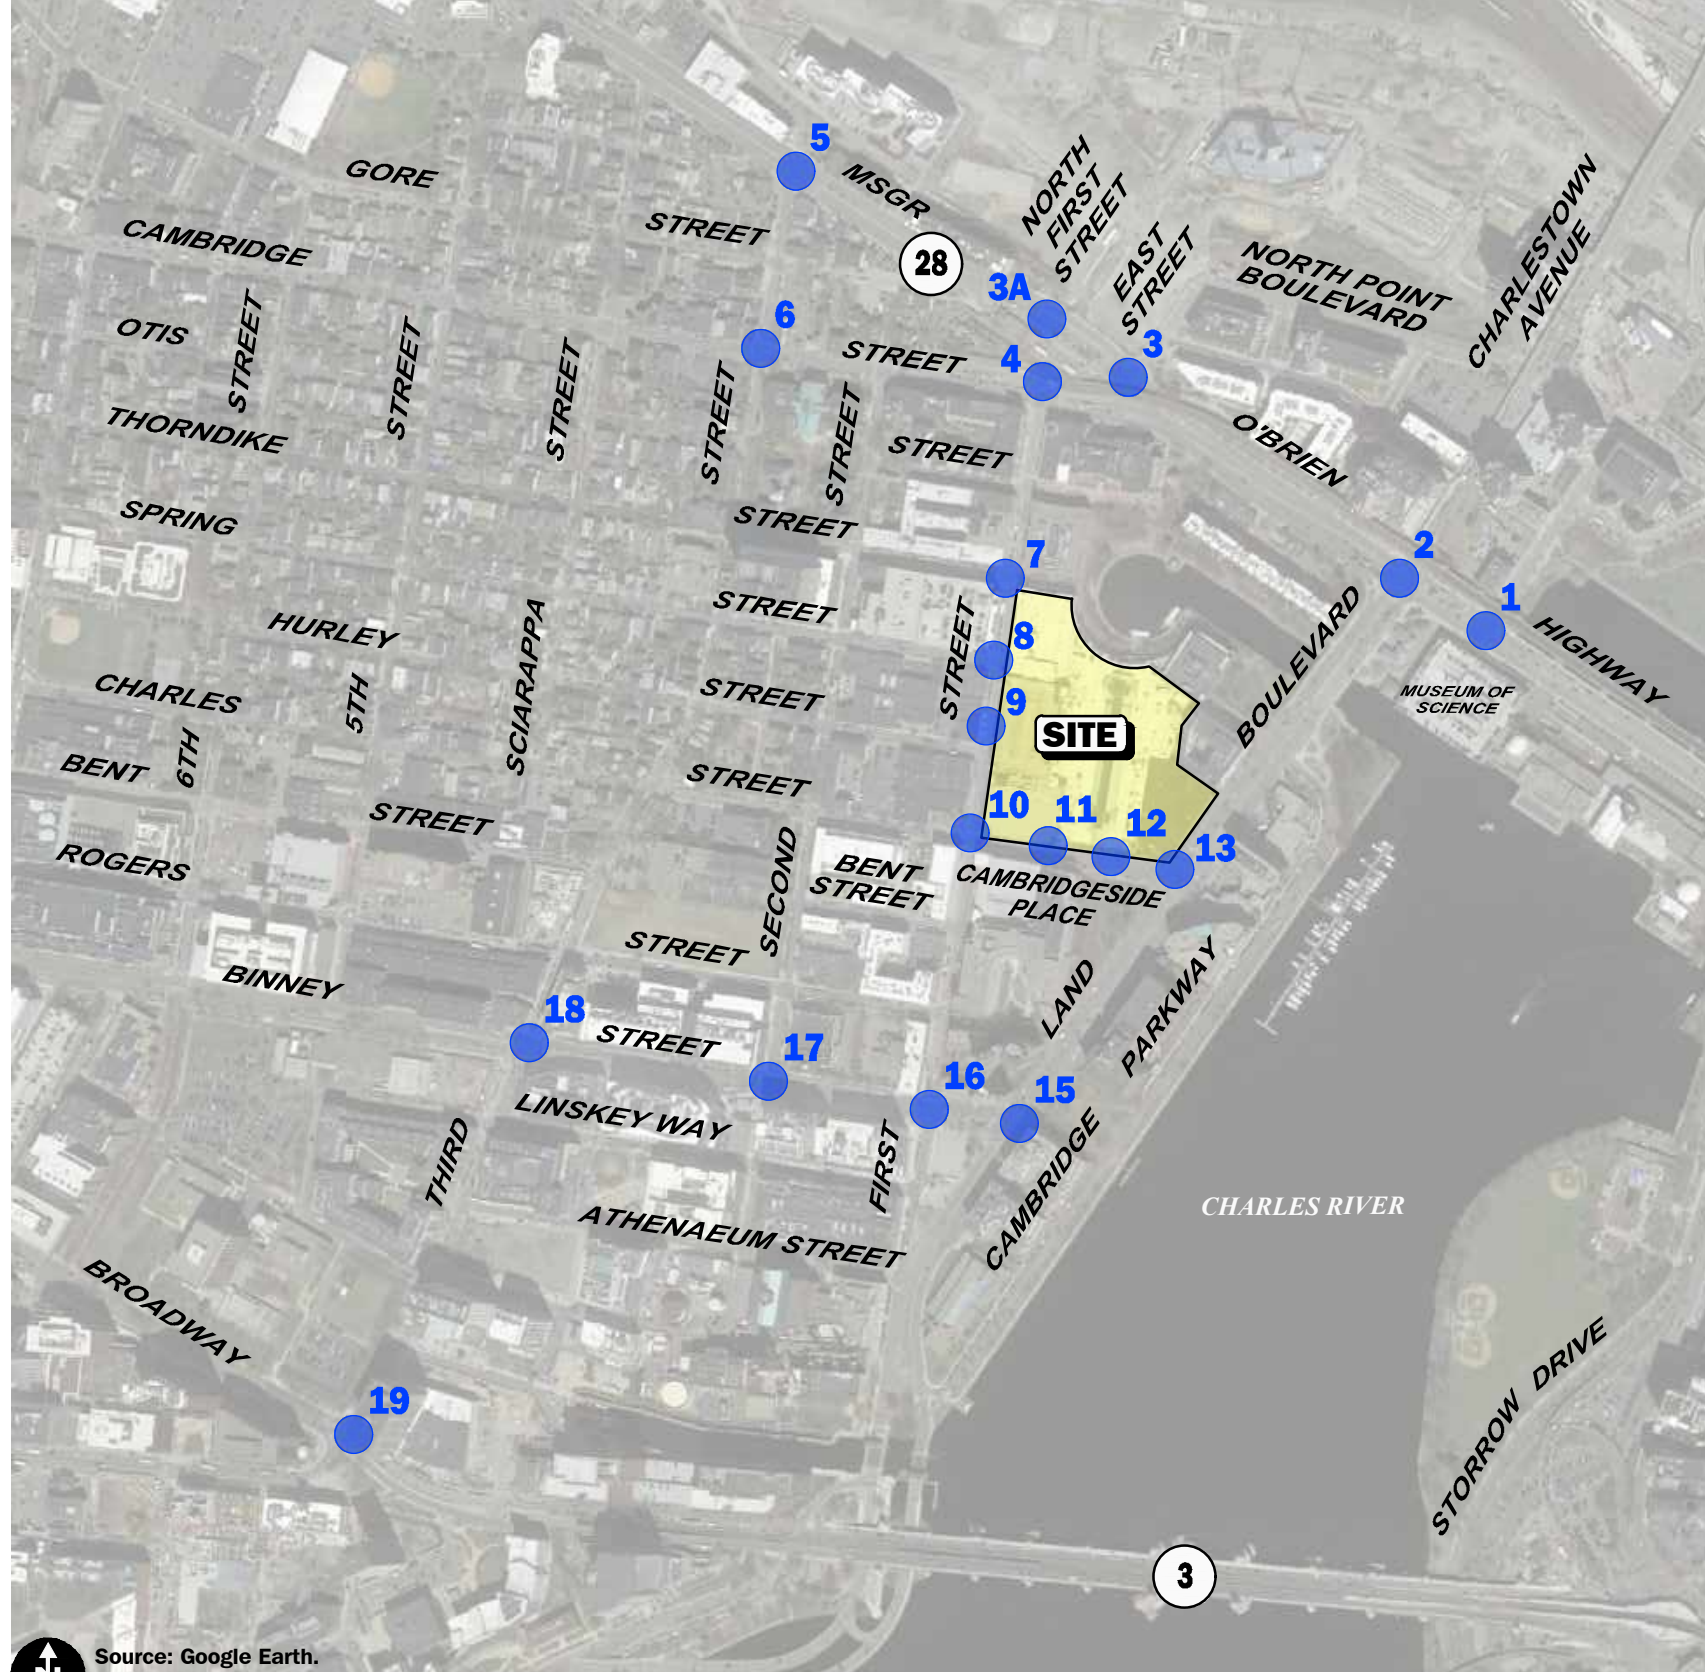 5
GORE
MSGR
NORTH
FIRST
STREET
CHARLESTOWN
AVENUE
CAMBRIDGE
STREET
28
EAST
STREET
NORTH POINT
BOULEVARD
3A
6
3
4
OTIS
STREET
STREET
STREET
STREET
STREET
STREET
THORNDIKE
STREET
O'BRIEN
SPRING
STREET
7
2
1
HIGHWAY
HURLEY
STREET
STREET
8
BOULEVARD
SCIARAPPA
CHARLES
5TH
STREET
9
MUSEUM OF
SCIENCE
SITE
BENT
6TH
STREET
STREET
10
11
12
13
ROGERS
SECOND
BENT
STREET
CAMBRIDGESIDE
PLACE
STREET
BINNEY
LAND
PARKWAY
18
STREET
17
16
15
LINSKEY WAY
THIRD
FIRST
CAMBRIDGE
CHARLES RIVER
ATHENAEUM STREET
BROADWAY
STORROW DRIVE
19
3
Source: Google Earth.